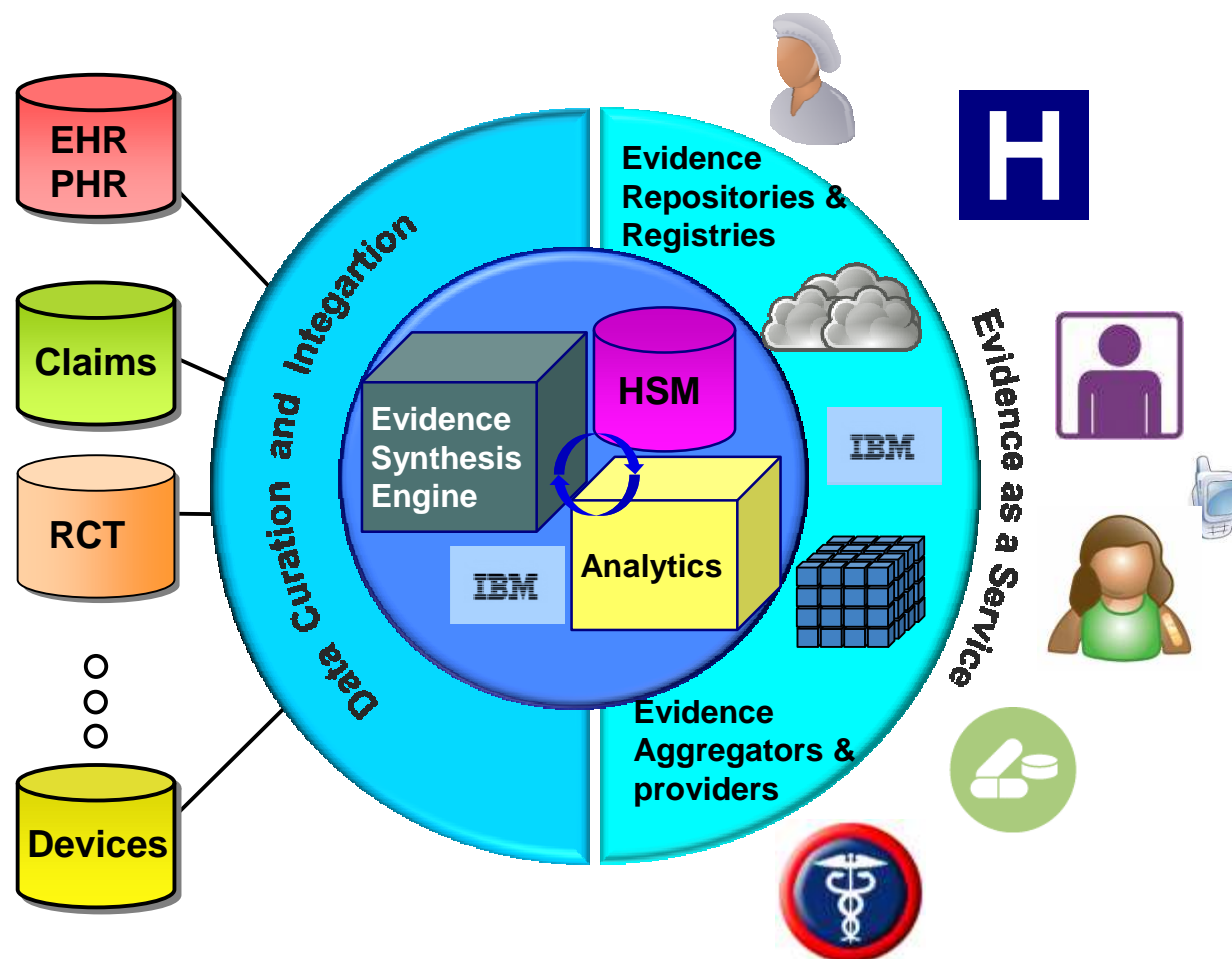 EHR
PHR
Claims
RCT
Devices
Data Curation and Integartion
Evidence
Synthesis
Engine
HSM
Analytics
IBM
Evidence
Repositories &
Registries
IBM
Evidence
Aggregators &
providers
Evidence as a Service
H